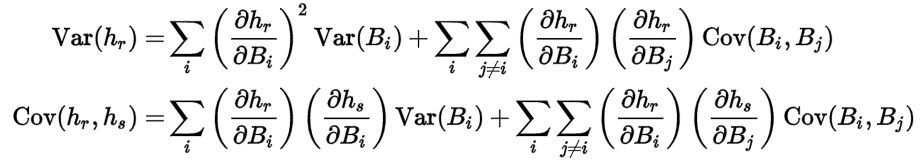 Var(h_r) = \sum_i \left( \frac{\partial h_r}{\partial B_i} \right)^2 Var(B_i) + \sum_i \sum_{j \neq i} \left( \frac{\partial h_r}{\partial B_i} \right) \left( \frac{\partial h_r}{\partial B_j} \right) Cov(B_i, B_j)
Cov(h_r, h_s) = \sum_i \left( \frac{\partial h_r}{\partial B_i} \right) \left( \frac{\partial h_s}{\partial B_i} \right) Var(B_i) + \sum_i \sum_{j \neq i} \left( \frac{\partial h_r}{\partial B_i} \right) \left( \frac{\partial h_s}{\partial B_j} \right) Cov(B_i, B_j)